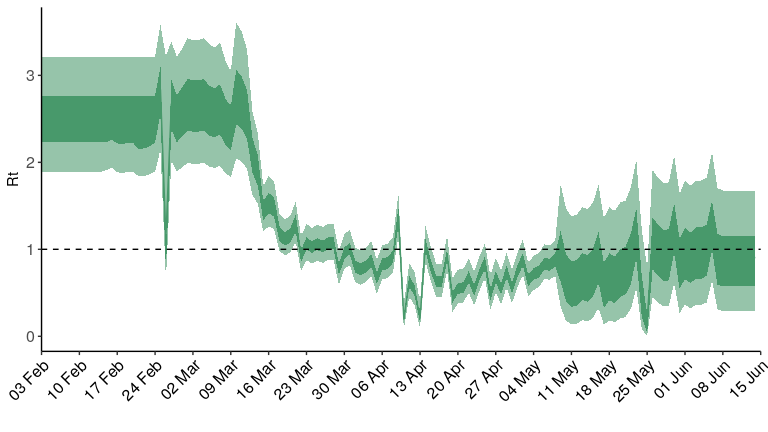 Rt
3
2
1
0
03 Feb
10 Feb
17 Feb
24 Feb
02 Mar
09 Mar
16 Mar
23 Mar
30 Mar
06 Apr
13 Apr
20 Apr
27 Apr
04 May
11 May
18 May
25 May
01 Jun
08 Jun
15 Jun